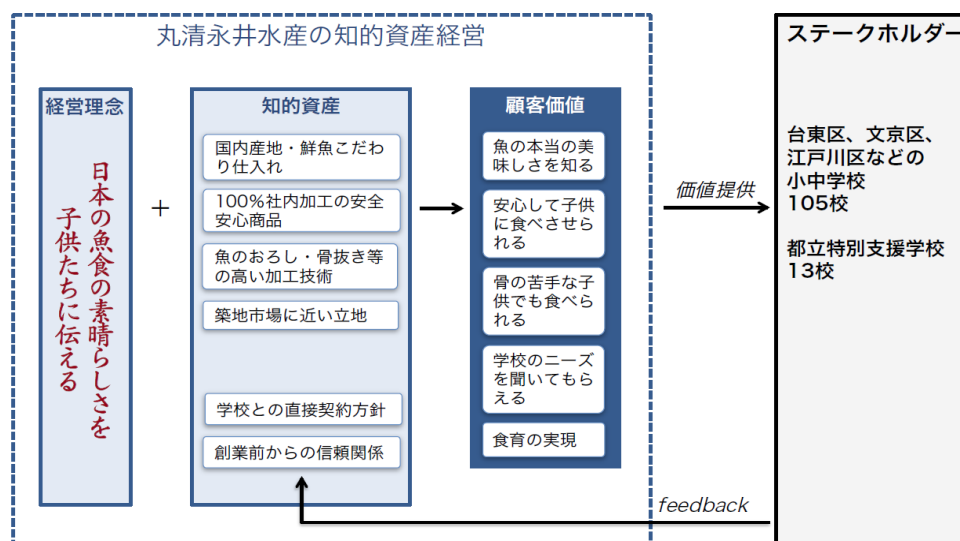 丸清永井水産の知的資産経営
経営理念
日本の魚食の素晴らしさを
子供たちに伝える
+
知的資産
国内産地・鮮魚こだわ
り仕入れ
100%社内加工の安全
安心商品
魚のおろし・骨抜き等
の高い加工技術
築地市場に近い立地
学校との直接契約方針
創業前からの信頼関係
顧客価値
魚の本当の美
味しさを知る
安心して子供
に食べさせら
れる
骨の苦手な子
供でも食べら
れる
学校のニーズ
を聞いてもら
える
食育の実現
価値提供
feedback
ステークホルダー
台東区、文京区、
江戸川区などの
小中学校
105校
都立特別支援学校
13校